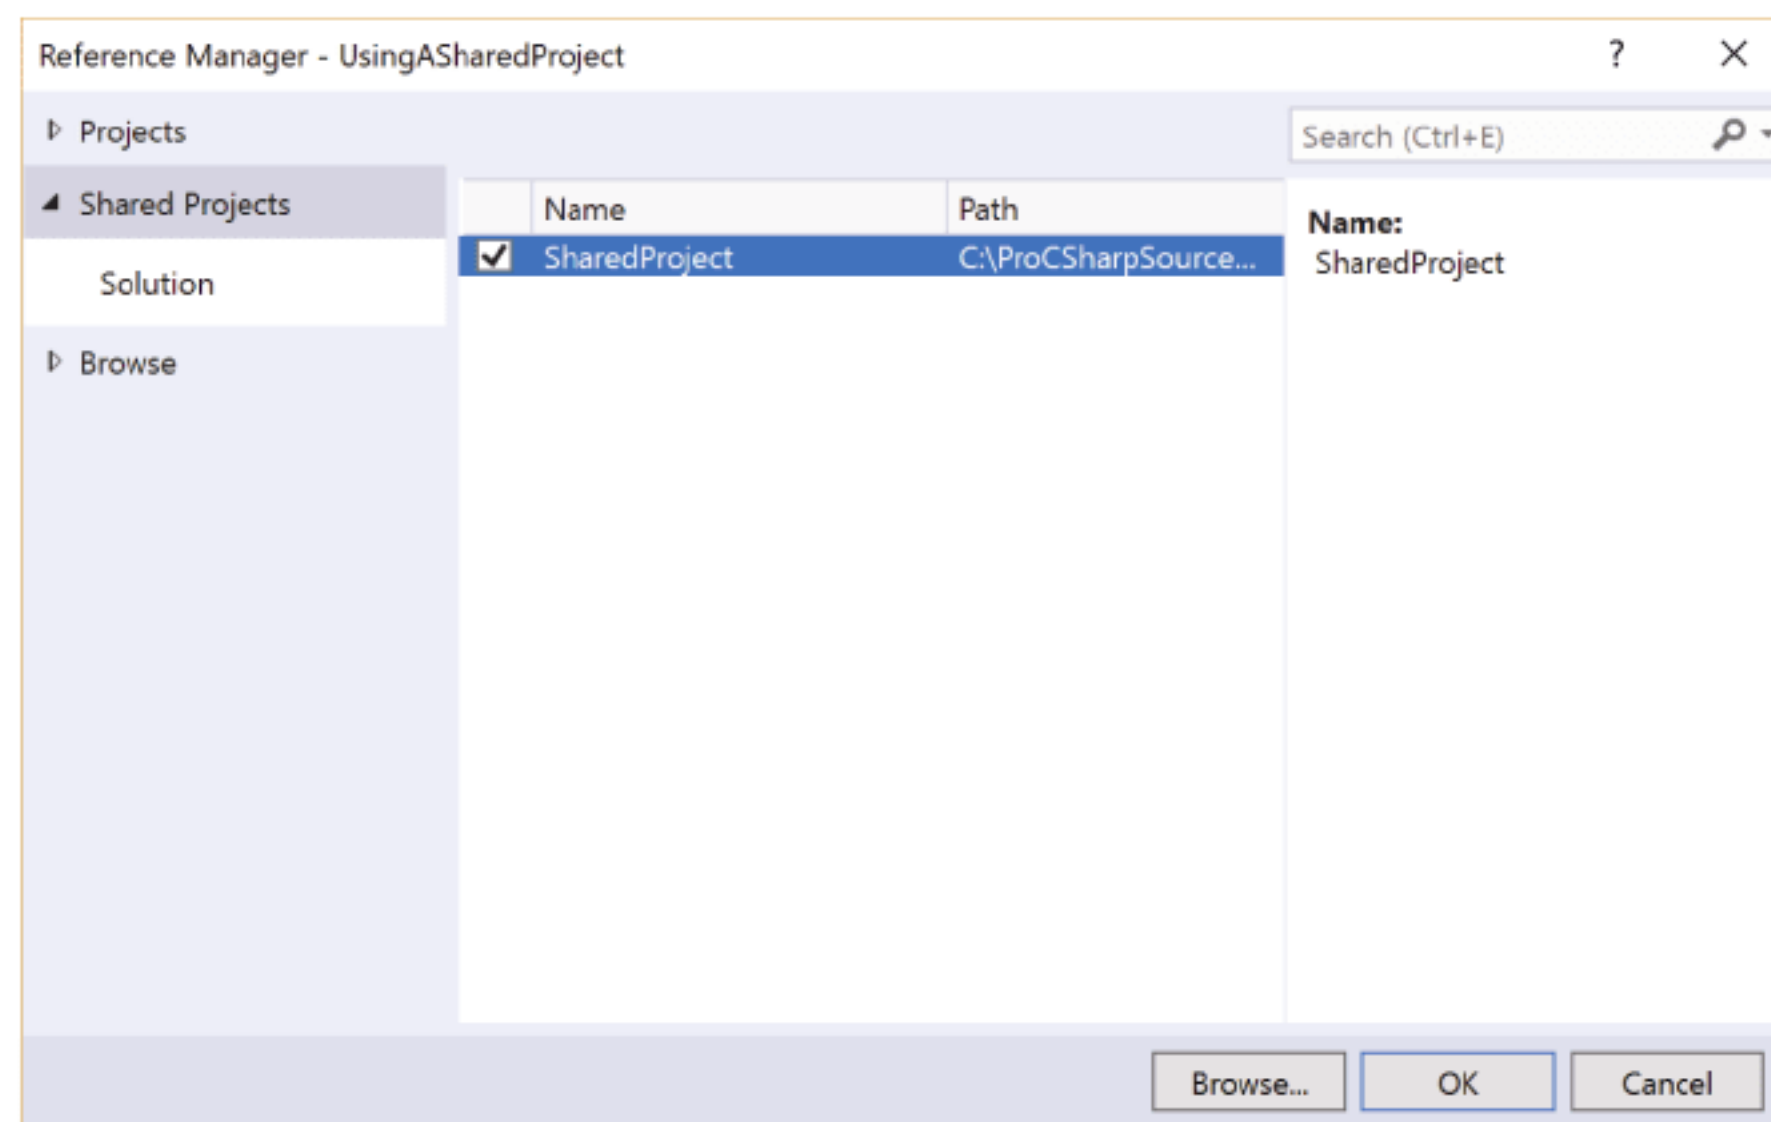 Reference Manager - UsingASharedProject
?
Projects
Search (Ctrl+E)
Shared Projects
Solution
Browse
Name
Path
SharedProject
C:\ProCSharpSource...
Name:
SharedProject
Browse...
OK
Cancel